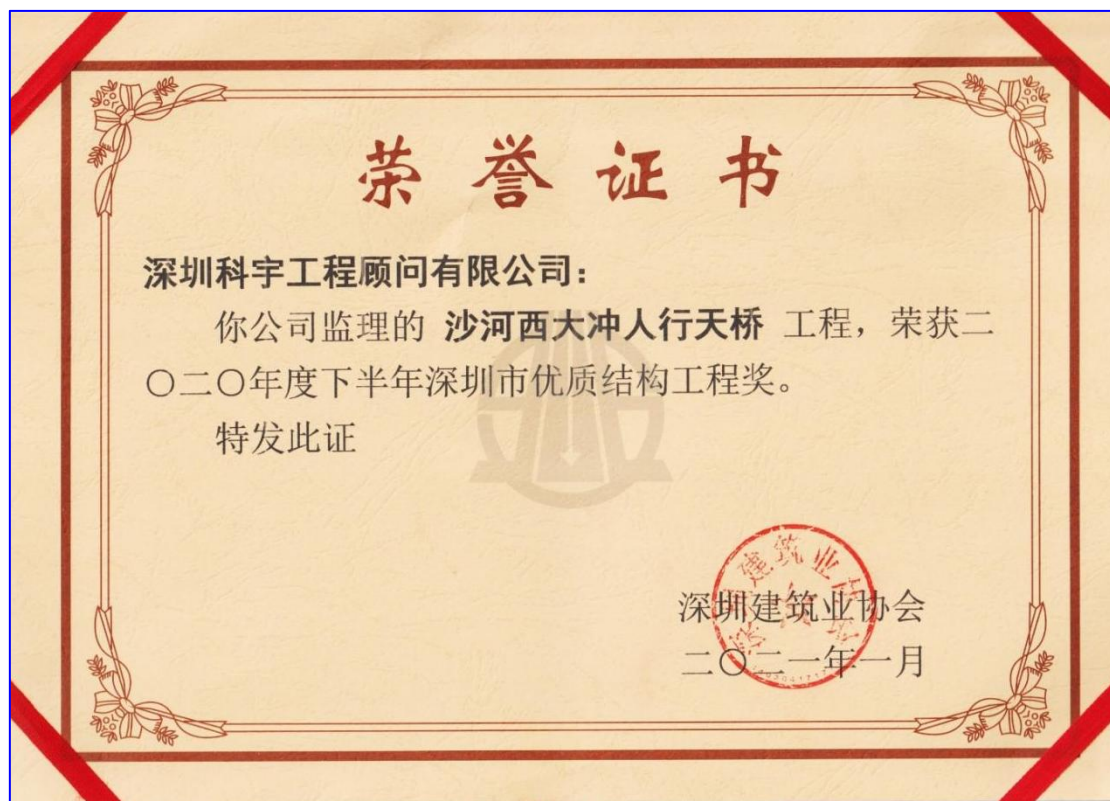 荣誉证书
深圳科宇工程顾问有限公司：
你公司监理的 沙河西大冲人行天桥 工程，荣获二
〇二〇年度下半年深圳市优质结构工程奖。
特发此证
深圳建筑业协会
二〇二一年一月